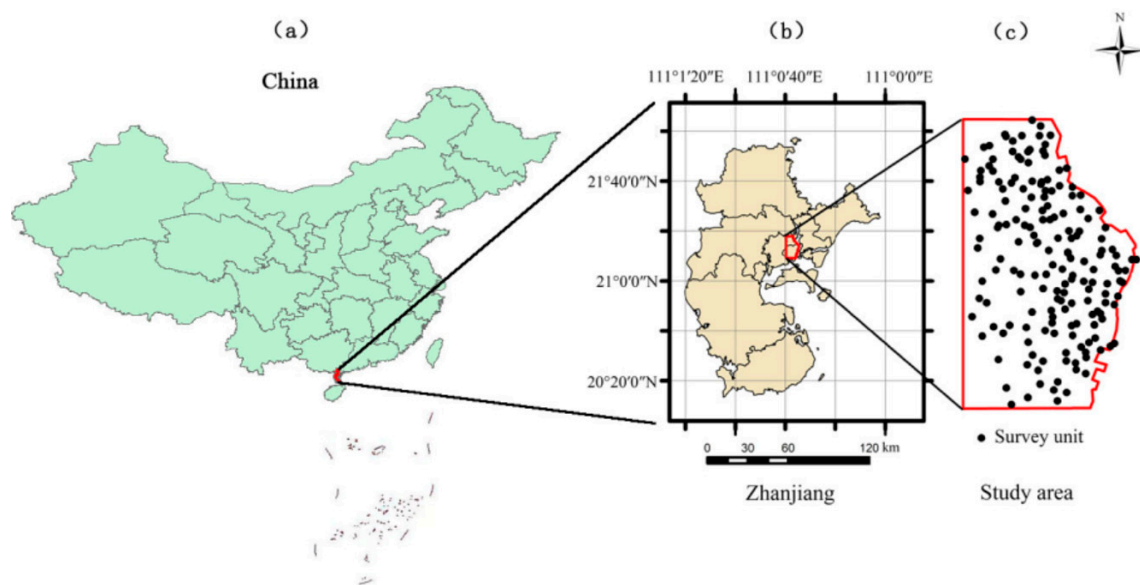 (a)
(b)
(c)
N
China
111°1′20″E 111°0′40″E 111°0′0″E
21°40′0″N
21°0′0″N
20°20′0″N
0 30 60 120 km
Survey unit
Zhanjiang
Study area